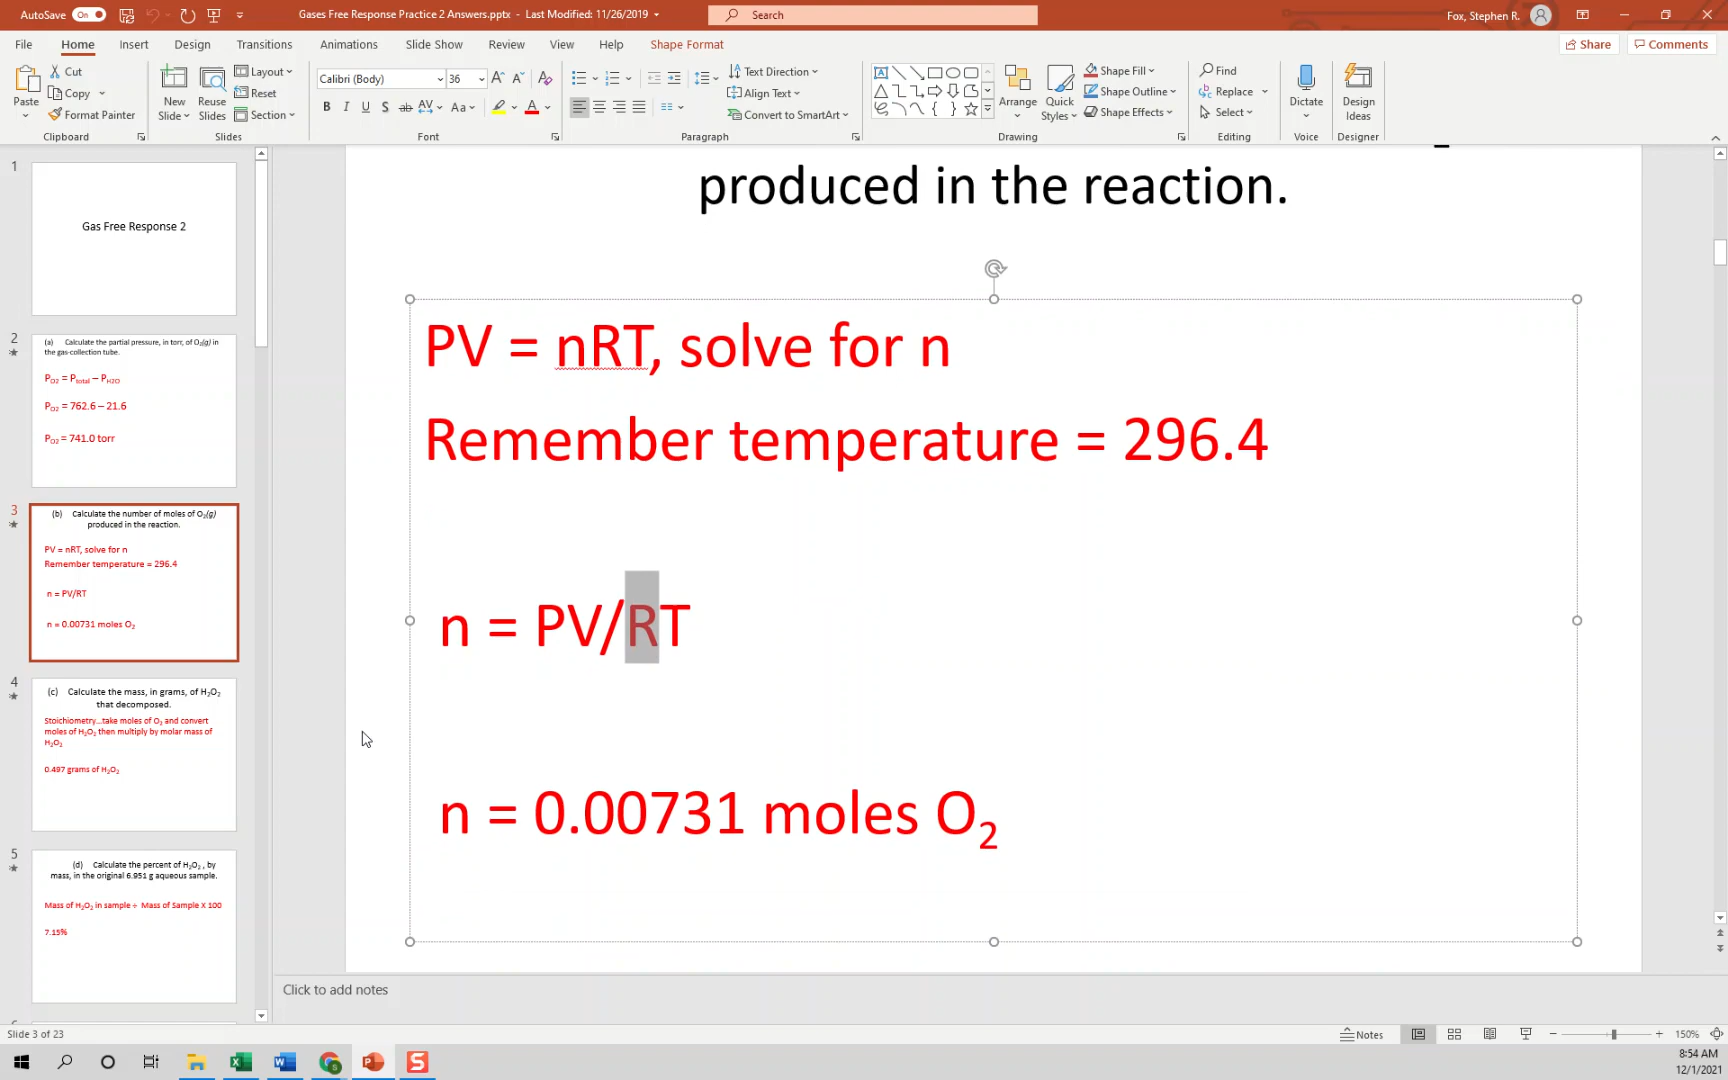 AutoSave On
Gases Free Response Practice 2 Answers.pptx - Last Modified: 11/26/2019
Search
Fox, Stephen R.
File Home Insert Design Transitions Animations Slide Show Review View Help Shape Format
Share Comments
Paste
Cut
Copy
Format Painter
Clipboard
New Slide
Reuse Slides
Layout
Reset
Section
Slides
Calibri (Body) 36
B I U S ab AV Aa A
Font
Text Direction
Align Text
Convert to SmartArt
Paragraph
Arrange
Quick Styles
Shape Fill
Shape Outline
Shape Effects
Drawing
Find
Replace
Select
Editing
Dictate
Voice
Design Ideas
Designer
1
Gas Free Response 2
2
(a) Calculate the partial pressure, in torr, of O2(g) in
the gas-collection tube.
PO2 = Ptotal – PH2O
PO2 = 762.6 – 21.6
PO2 = 741.0 torr
3
(b) Calculate the number of moles of O2(g)
produced in the reaction.
PV = nRT, solve for n
Remember temperature = 296.4
n = PV/RT
n = 0.00731 moles O2
4
(c) Calculate the mass, in grams, of H2O2
that decomposed.
Stoichiometry...take moles of O2 and convert
moles of H2O2 then multiply by molar mass of
H2O2
0.497 grams of H2O2
5
(d) Calculate the percent of H2O2 , by
mass, in the original 6.951 g aqueous sample.
Mass of H2O2 in sample ÷ Mass of Sample X 100
7.15%
produced in the reaction.
PV = nRT, solve for n
Remember temperature = 296.4
n = PV/RT
n = 0.00731 moles O2
Click to add notes
Slide 3 of 23
Notes
150%
8:54 AM
12/1/2021